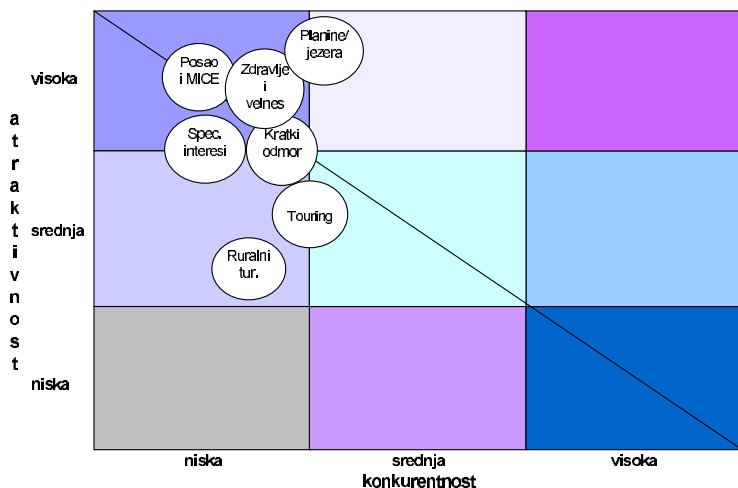 Planine/
jezera
Posao
i MICE
Zdravlje
i
velnes
visoka
Spec.
interesi
Kratki
odmor
atraktivnost
Touring
srednja
Ruralni
tur.
niska
niska
srednja
visoka
konkurentnost